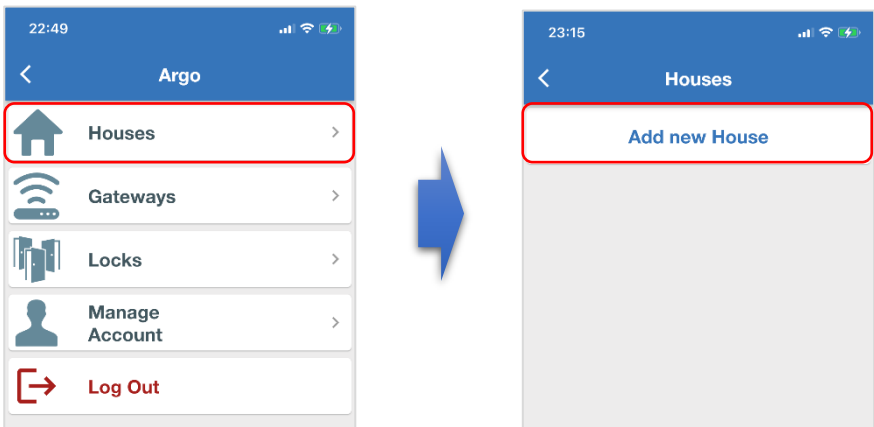 22:49
Argo
Houses
Gateways
Locks
Manage
Account
Log Out
23:15
Houses
Add new House